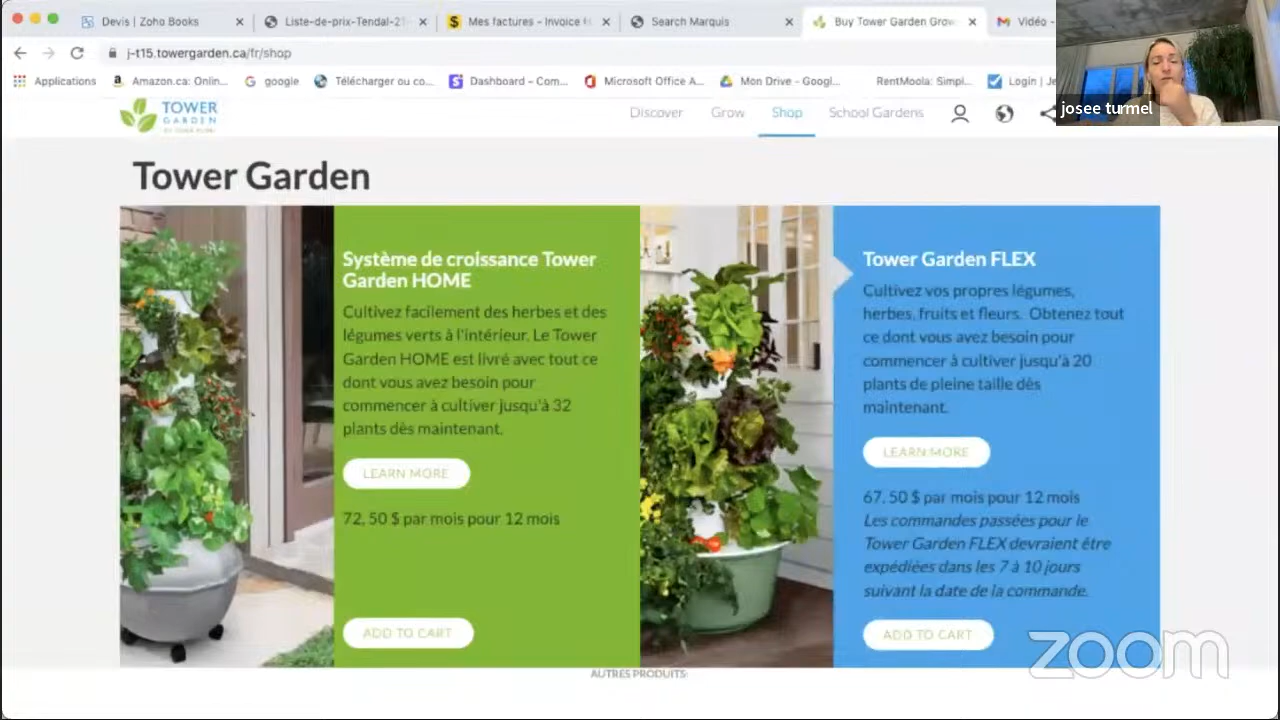 Devis | Zoho Books
Liste-de-prix-Tendal-21
Mes factures - Invoice
Search Marquis
Buy Tower Garden Grow
Vidéo -
j-t15.towergarden.ca/fr/shop
Applications
Amazon.ca: Onlin...
google
Télécharger ou co...
Dashboard – Com...
Microsoft Office A...
Mon Drive – Googl...
RentMoola: Simpl...
Login | Je
josee turmel
TOWER
GARDEN
Discover
Grow
Shop
School Gardens
Tower Garden
Système de croissance Tower
Garden HOME
Cultivez facilement des herbes et des
légumes verts à l'intérieur. Le Tower
Garden HOME est livré avec tout ce
dont vous avez besoin pour
commencer à cultiver jusqu'à 32
plants dès maintenant.
LEARN MORE
72, 50 $ par mois pour 12 mois
ADD TO CART
Tower Garden FLEX
Cultivez vos propres légumes,
herbes, fruits et fleurs. Obtenez tout
ce dont vous avez besoin pour
commencer à cultiver jusqu'à 20
plants de pleine taille dès
maintenant.
LEARN MORE
67, 50 $ par mois pour 12 mois
Les commandes passées pour le
Tower Garden FLEX devraient être
expédiées dans les 7 à 10 jours
suivant la date de la commande.
ADD TO CART
zoom
AUTRES PRODUITS: